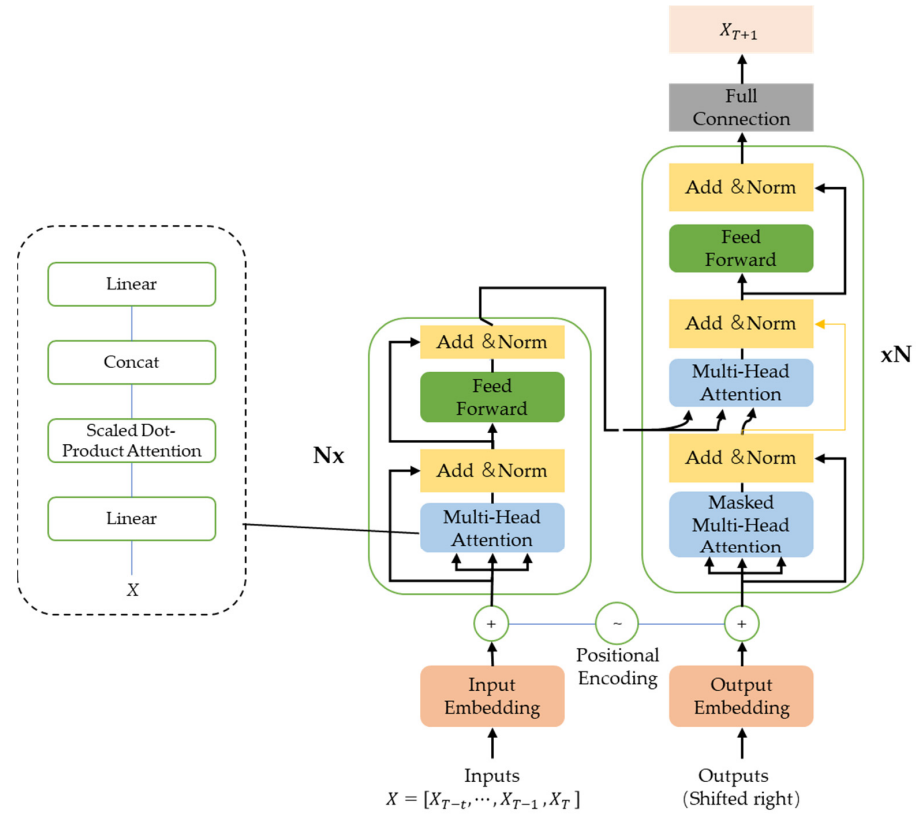 X_{T+1}
Full
Connection
Add &Norm
Feed
Forward
Add &Norm
Multi-Head
Attention
xN
Add &Norm
Masked
Multi-Head
Attention
Linear
Concat
Scaled Dot-
Product Attention
Linear
X
Add &Norm
Feed
Forward
Nx
Add &Norm
Multi-Head
Attention
+
~
+
Positional
Encoding
Input
Embedding
Output
Embedding
Inputs
X = [X_{T-t}, ⋯, X_{T-1}, X_T]
Outputs
(Shifted right)